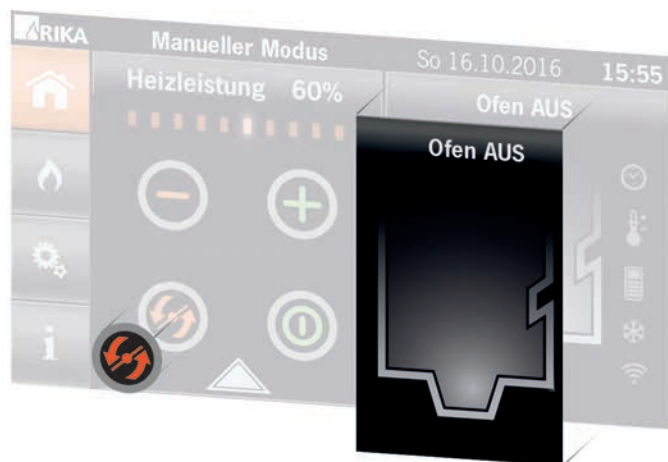 RIKA
Manueller Modus
So 16.10.2016
15:55
Heizleistung 60%
Ofen AUS
Ofen AUS